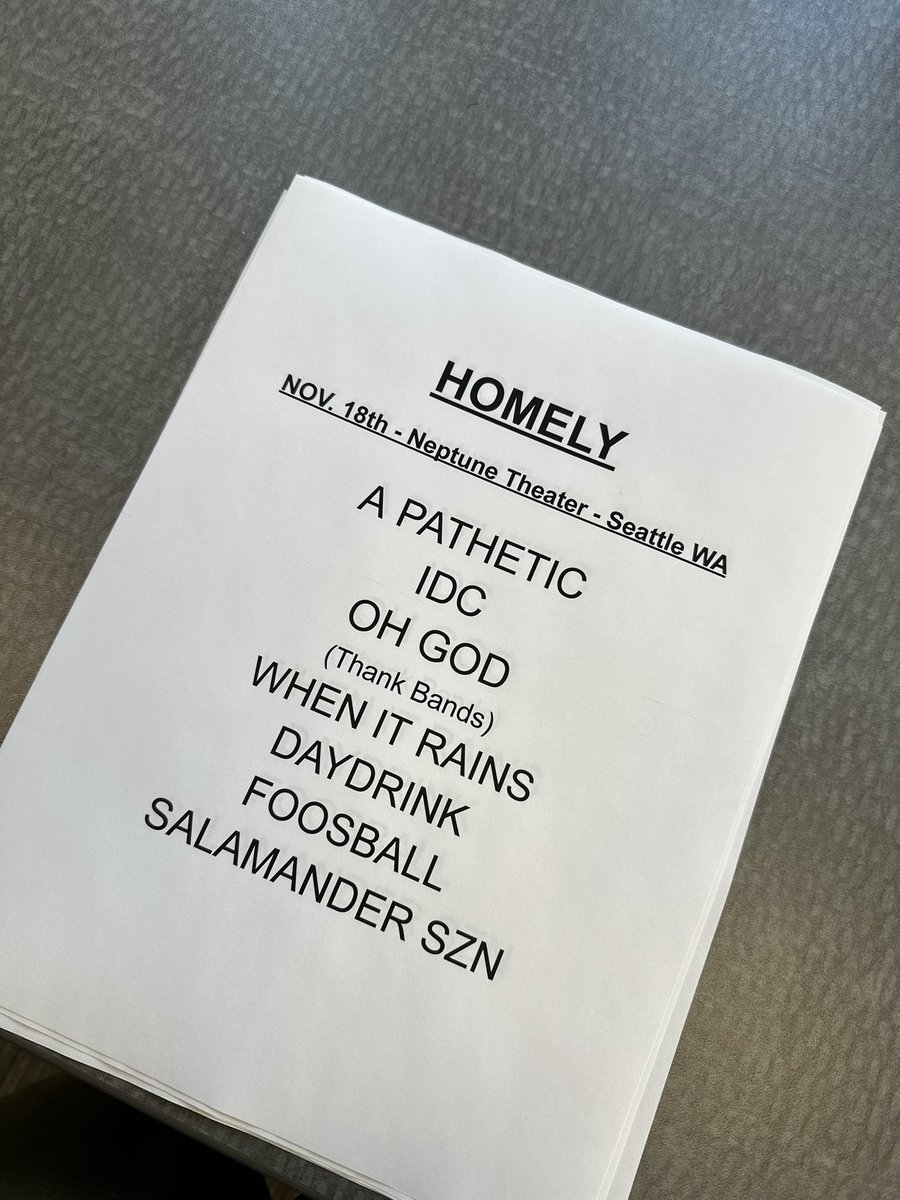 HOMELY
NOV. 18th - Neptune Theater - Seattle WA
A PATHETIC
IDC
OH GOD
(Thank Bands)
WHEN IT RAINS
DAYDRINK
FOOSBALL
SALAMANDER SZN